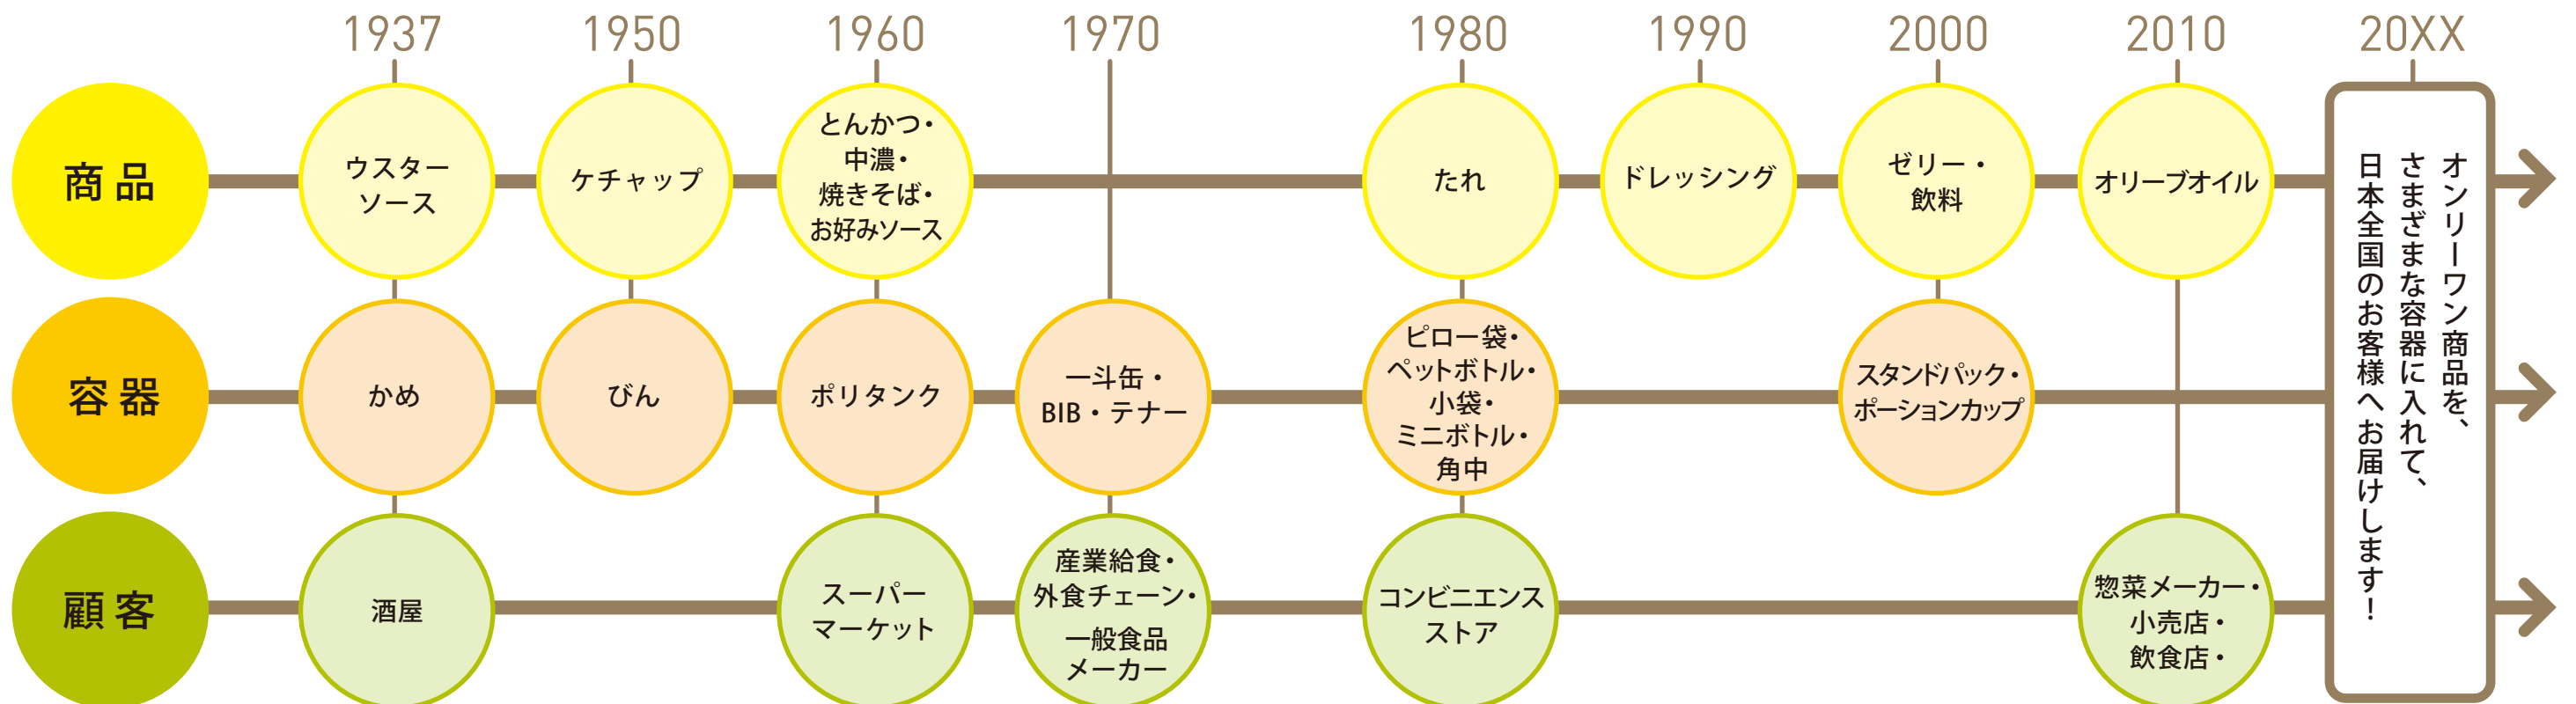 1937
1950
1960
1970
1980
1990
2000
2010
20XX
商品
ウスター
ソース
ケチャップ
とんかつ・
中濃・
焼きそば・
お好みソース
たれ
ドレッシング
ゼリー・
飲料
オリーブオイル
容器
かめ
びん
ポリタンク
一斗缶・
BIB・テナー
ピロー袋・
ペットボトル・
小袋・
ミニボトル・
角中
スタンドパック・
ポーションカップ
顧客
酒屋
スーパー
マーケット
産業給食・
外食チェーン・
一般食品
メーカー
コンビニエンス
ストア
惣菜メーカー・
小売店・
飲食店・
オンリーワン商品を、
さまざまな容器に入れて、
日本全国のお客様へお届けします！